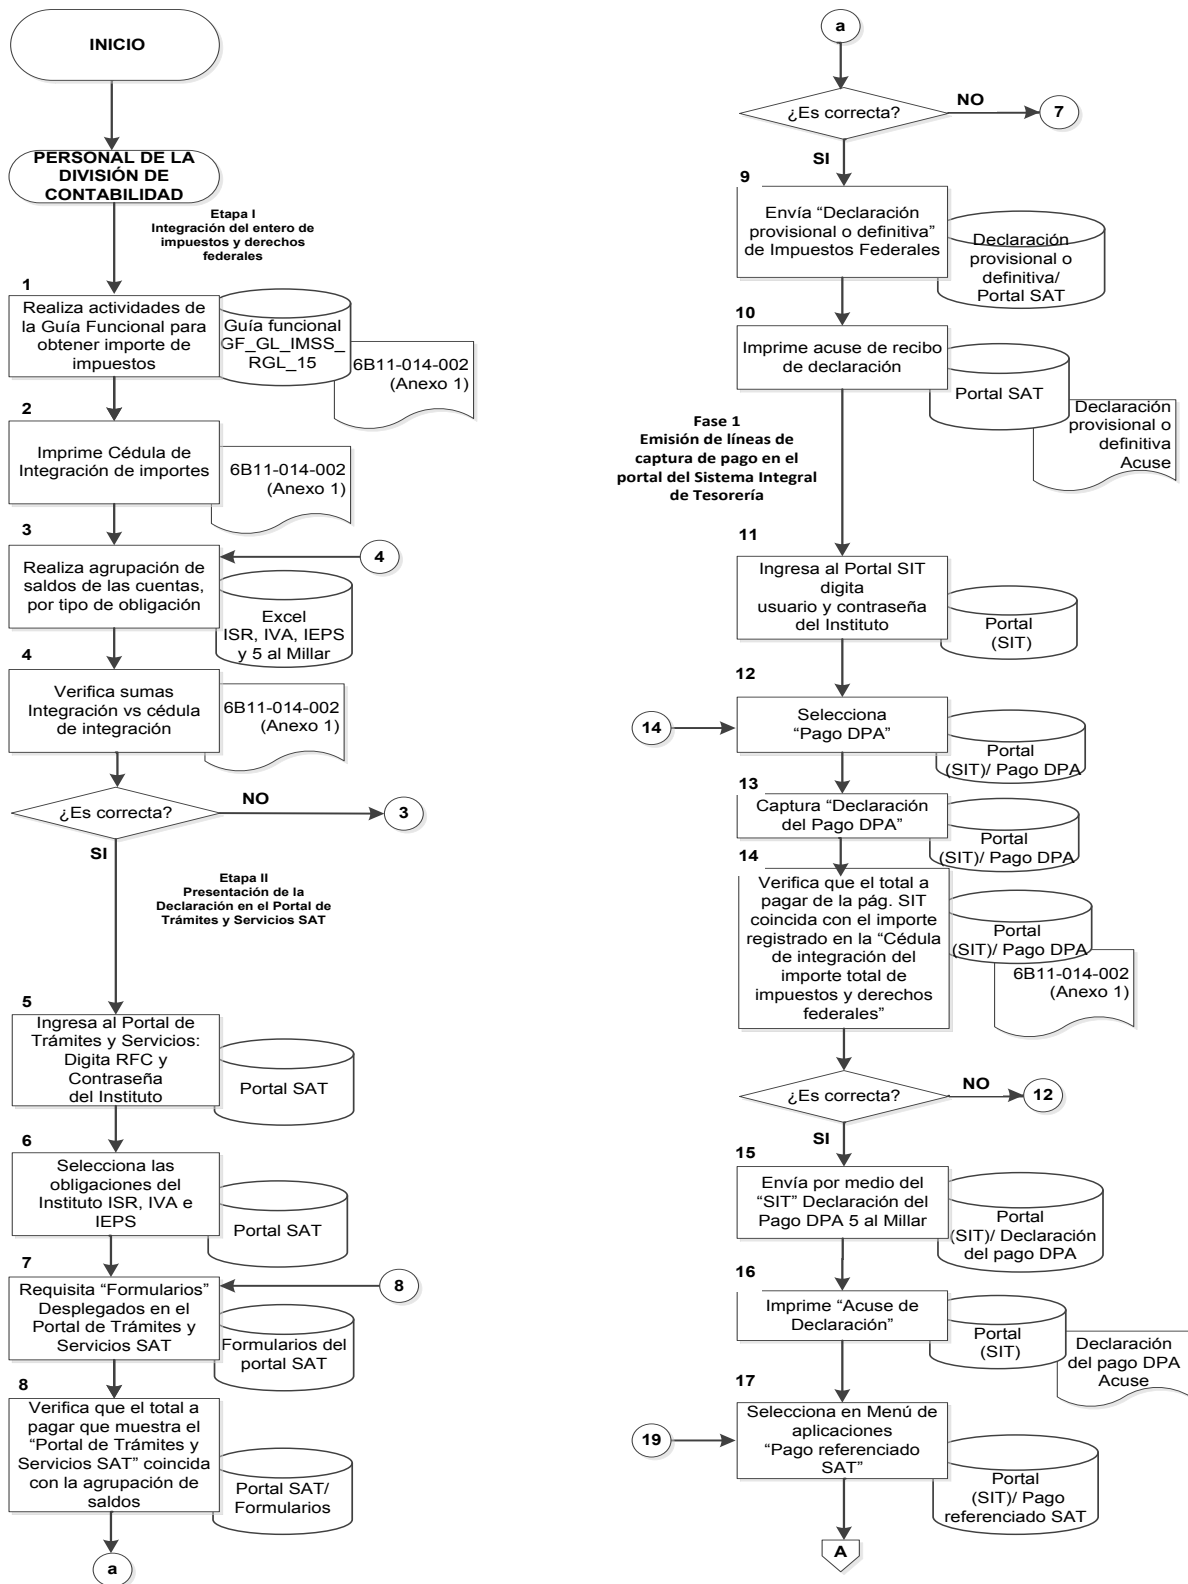 INICIO
PERSONAL DE LA
DIVISIÓN DE
CONTABILIDAD
Etapa I
Integración del entero de
impuestos y derechos
federales
1
Realiza actividades de
la Guía Funcional para
obtener importe de
impuestos
Guía funcional
GF_GL_IMSS_
RGL_15
6B11-014-002
(Anexo 1)
2
Imprime Cédula de
Integración de importes
6B11-014-002
(Anexo 1)
3
Realiza agrupación de
saldos de las cuentas,
por tipo de obligación
4
Excel
ISR, IVA, IEPS
y 5 al Millar
4
Verifica sumas
Integración vs cédula
de integración
6B11-014-002
(Anexo 1)
¿Es correcta?
NO
3
SI
Etapa II
Presentación de la
Declaración en el Portal de
Trámites y Servicios SAT
5
Ingresa al Portal de
Trámites y Servicios:
Digita RFC y
Contraseña
del Instituto
Portal SAT
6
Selecciona las
obligaciones del
Instituto ISR, IVA e
IEPS
Portal SAT
7
Requisita “Formularios”
Desplegados en el
Portal de Trámites y
Servicios SAT
8
Formularios del
portal SAT
8
Verifica que el total a
pagar que muestra el
“Portal de Trámites y
Servicios SAT” coincida
con la agrupación de
saldos
Portal SAT/
Formularios
a
a
¿Es correcta?
NO
7
SI
9
Envía “Declaración
provisional o definitiva”
de Impuestos Federales
Declaración
provisional o
definitiva/
Portal SAT
10
Imprime acuse de recibo
de declaración
Portal SAT
Declaración
provisional o
definitiva
Acuse
Fase 1
Emisión de líneas de
captura de pago en el
portal del Sistema Integral
de Tesorería
11
Ingresa al Portal SIT
digita
usuario y contraseña
del Instituto
Portal
(SIT)
12
14
Selecciona
“Pago DPA”
Portal
(SIT)/ Pago DPA
13
Captura “Declaración
del Pago DPA”
Portal
(SIT)/ Pago DPA
14
Verifica que el total a
pagar de la pág. SIT
coincida con el importe
registrado en la “Cédula
de integración del
importe total de
impuestos y derechos
federales”
Portal
(SIT)/ Pago DPA
6B11-014-002
(Anexo 1)
¿Es correcta?
NO
12
SI
15
Envía por medio del
“SIT” Declaración del
Pago DPA 5 al Millar
Portal
(SIT)/ Declaración
del pago DPA
16
Imprime “Acuse de
Declaración”
Portal
(SIT)
Declaración
del pago DPA
Acuse
17
19
Selecciona en Menú de
aplicaciones
“Pago referenciado
SAT”
Portal
(SIT)/ Pago
referenciado SAT
A